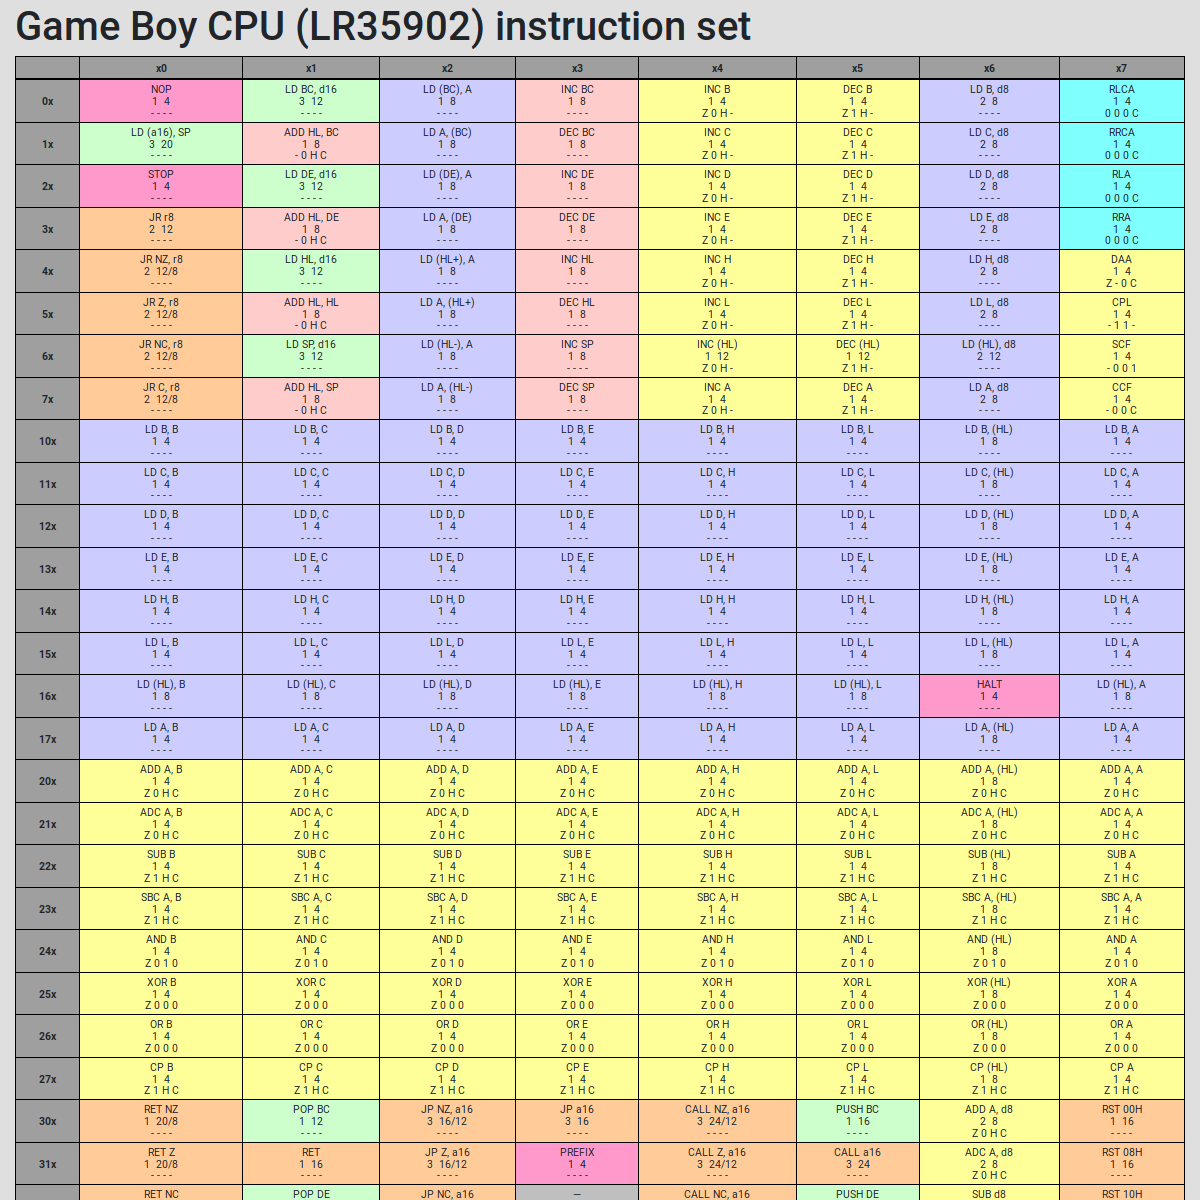 Game Boy CPU (LR35902) instruction set
x0 x1 x2 x3 x4 x5 x6 x7
NOP LD BC, d16 LD (BC), A INC BC INC B DEC B LD B, d8 RLCA
0x 1 4 3 12 1 8 1 8 1 4 1 4 2 8 1 4
- - - - - - - - - - - - - - - - Z 0 H - Z 1 H - - - - - 0 0 0 C
LD (a16), SP ADD HL, BC LD A, (BC) DEC BC INC C DEC C LD C, d8 RRCA
1x 3 20 1 8 1 8 1 8 1 4 1 4 2 8 1 4
- - - - - 0 H C - - - - - - - - Z 0 H - Z 1 H - - - - - 0 0 0 C
STOP LD DE, d16 LD (DE), A INC DE INC D DEC D LD D, d8 RLA
2x 1 4 3 12 1 8 1 8 1 4 1 4 2 8 1 4
- - - - - - - - - - - - - - - - Z 0 H - Z 1 H - - - - - 0 0 0 C
JR r8 ADD HL, DE LD A, (DE) DEC DE INC E DEC E LD E, d8 RRA
3x 2 12 1 8 1 8 1 8 1 4 1 4 2 8 1 4
- - - - - 0 H C - - - - - - - - Z 0 H - Z 1 H - - - - - 0 0 0 C
JR NZ, r8 LD HL, d16 LD (HL+), A INC HL INC H DEC H LD H, d8 DAA
4x 2 12/8 3 12 1 8 1 8 1 4 1 4 2 8 1 4
- - - - - - - - - - - - - - - - Z 0 H - Z 1 H - - - - - Z - 0 C
JR Z, r8 ADD HL, HL LD A, (HL+) DEC HL INC L DEC L LD L, d8 CPL
5x 2 12/8 1 8 1 8 1 8 1 4 1 4 2 8 1 4
- - - - - 0 H C - - - - - - - - Z 0 H - Z 1 H - - - - - - 1 1 -
JR NC, r8 LD SP, d16 LD (HL-), A INC SP INC (HL) DEC (HL) LD (HL), d8 SCF
6x 2 12/8 3 12 1 8 1 8 1 12 1 12 2 12 1 4
- - - - - - - - - - - - - - - - Z 0 H - Z 1 H - - - - - - 0 0 1
JR C, r8 ADD HL, SP LD A, (HL-) DEC SP INC A DEC A LD A, d8 CCF
7x 2 12/8 1 8 1 8 1 8 1 4 1 4 2 8 1 4
- - - - - 0 H C - - - - - - - - Z 0 H - Z 1 H - - - - - - 0 0 C
LD B, B LD B, C LD B, D LD B, E LD B, H LD B, L LD B, (HL) LD B, A
10x 1 4 1 4 1 4 1 4 1 4 1 4 1 8 1 4
- - - - - - - - - - - - - - - - - - - - - - - - - - - - - - - -
LD C, B LD C, C LD C, D LD C, E LD C, H LD C, L LD C, (HL) LD C, A
11x 1 4 1 4 1 4 1 4 1 4 1 4 1 8 1 4
- - - - - - - - - - - - - - - - - - - - - - - - - - - - - - - -
LD D, B LD D, C LD D, D LD D, E LD D, H LD D, L LD D, (HL) LD D, A
12x 1 4 1 4 1 4 1 4 1 4 1 4 1 8 1 4
- - - - - - - - - - - - - - - - - - - - - - - - - - - - - - - -
LD E, B LD E, C LD E, D LD E, E LD E, H LD E, L LD E, (HL) LD E, A
13x 1 4 1 4 1 4 1 4 1 4 1 4 1 8 1 4
- - - - - - - - - - - - - - - - - - - - - - - - - - - - - - - -
LD H, B LD H, C LD H, D LD H, E LD H, H LD H, L LD H, (HL) LD H, A
14x 1 4 1 4 1 4 1 4 1 4 1 4 1 8 1 4
- - - - - - - - - - - - - - - - - - - - - - - - - - - - - - - -
LD L, B LD L, C LD L, D LD L, E LD L, H LD L, L LD L, (HL) LD L, A
15x 1 4 1 4 1 4 1 4 1 4 1 4 1 8 1 4
- - - - - - - - - - - - - - - - - - - - - - - - - - - - - - - -
LD (HL), B LD (HL), C LD (HL), D LD (HL), E LD (HL), H LD (HL), L HALT LD (HL), A
16x 1 8 1 8 1 8 1 8 1 8 1 8 1 4 1 8
- - - - - - - - - - - - - - - - - - - - - - - - - - - - - - - -
LD A, B LD A, C LD A, D LD A, E LD A, H LD A, L LD A, (HL) LD A, A
17x 1 4 1 4 1 4 1 4 1 4 1 4 1 8 1 4
- - - - - - - - - - - - - - - - - - - - - - - - - - - - - - - -
ADD A, B ADD A, C ADD A, D ADD A, E ADD A, H ADD A, L ADD A, (HL) ADD A, A
20x 1 4 1 4 1 4 1 4 1 4 1 4 1 8 1 4
Z 0 H C Z 0 H C Z 0 H C Z 0 H C Z 0 H C Z 0 H C Z 0 H C Z 0 H C
ADC A, B ADC A, C ADC A, D ADC A, E ADC A, H ADC A, L ADC A, (HL) ADC A, A
21x 1 4 1 4 1 4 1 4 1 4 1 4 1 8 1 4
Z 0 H C Z 0 H C Z 0 H C Z 0 H C Z 0 H C Z 0 H C Z 0 H C Z 0 H C
SUB B SUB C SUB D SUB E SUB H SUB L SUB (HL) SUB A
22x 1 4 1 4 1 4 1 4 1 4 1 4 1 8 1 4
Z 1 H C Z 1 H C Z 1 H C Z 1 H C Z 1 H C Z 1 H C Z 1 H C Z 1 H C
SBC A, B SBC A, C SBC A, D SBC A, E SBC A, H SBC A, L SBC A, (HL) SBC A, A
23x 1 4 1 4 1 4 1 4 1 4 1 4 1 8 1 4
Z 1 H C Z 1 H C Z 1 H C Z 1 H C Z 1 H C Z 1 H C Z 1 H C Z 1 H C
AND B AND C AND D AND E AND H AND L AND (HL) AND A
24x 1 4 1 4 1 4 1 4 1 4 1 4 1 8 1 4
Z 0 1 0 Z 0 1 0 Z 0 1 0 Z 0 1 0 Z 0 1 0 Z 0 1 0 Z 0 1 0 Z 0 1 0
XOR B XOR C XOR D XOR E XOR H XOR L XOR (HL) XOR A
25x 1 4 1 4 1 4 1 4 1 4 1 4 1 8 1 4
Z 0 0 0 Z 0 0 0 Z 0 0 0 Z 0 0 0 Z 0 0 0 Z 0 0 0 Z 0 0 0 Z 0 0 0
OR B OR C OR D OR E OR H OR L OR (HL) OR A
26x 1 4 1 4 1 4 1 4 1 4 1 4 1 8 1 4
Z 0 0 0 Z 0 0 0 Z 0 0 0 Z 0 0 0 Z 0 0 0 Z 0 0 0 Z 0 0 0 Z 0 0 0
CP B CP C CP D CP E CP H CP L CP (HL) CP A
27x 1 4 1 4 1 4 1 4 1 4 1 4 1 8 1 4
Z 1 H C Z 1 H C Z 1 H C Z 1 H C Z 1 H C Z 1 H C Z 1 H C Z 1 H C
RET NZ POP BC JP NZ, a16 JP a16 CALL NZ, a16 PUSH BC ADD A, d8 RST 00H
30x 1 20/8 1 12 3 16/12 3 16 3 24/12 1 16 2 8 1 16
- - - - - - - - - - - - - - - - - - - - - - - - Z 0 H C - - - -
RET Z RET JP Z, a16 PREFIX CALL Z, a16 CALL a16 ADC A, d8 RST 08H
31x 1 20/8 1 16 3 16/12 1 4 3 24/12 3 24 2 8 1 16
- - - - - - - - - - - - - - - - - - - - - - - - Z 0 H C - - - -
RET NC POP DE JP NC, a16 — CALL NC, a16 PUSH DE SUB d8 RST 10H